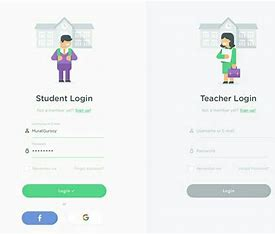 Student Login
Not a member yet? Sign up!
Username or E-Mail
MuratGursoy
Password
Remember me
Forgot Password?
Login
or
f
G
Teacher Login
Not a member yet? Sign up!
Username or E-Mail
Password
Remember me
Forgot Password?
Login